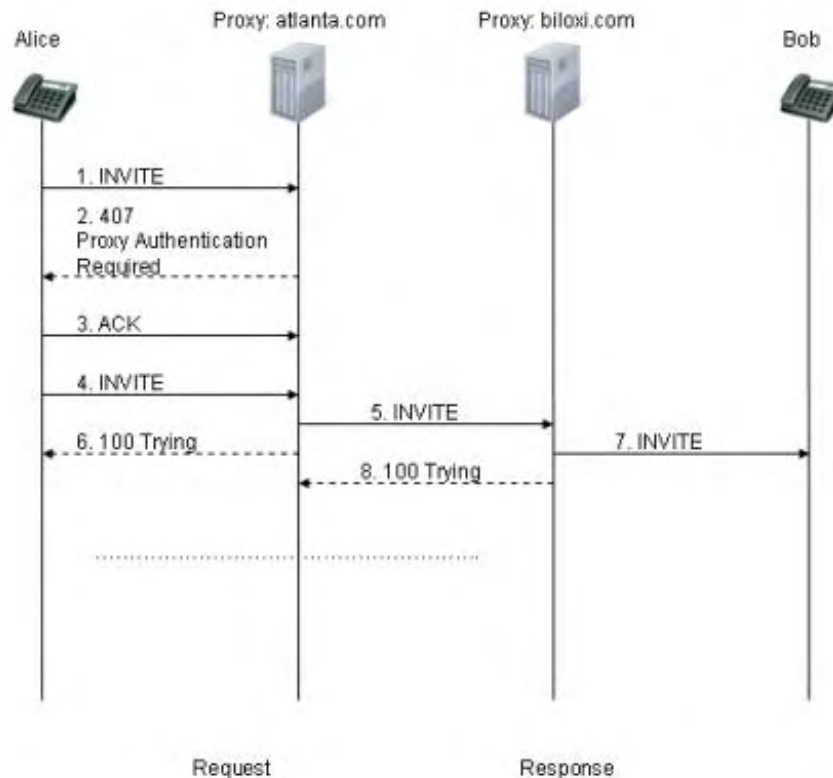 Proxy: atlanta.com
Proxy: biloxi.com
Alice
Bob
1. INVITE
2. 407
Proxy Authentication
Required
3. ACK
4. INVITE
5. INVITE
6. 100 Trying
7. INVITE
8. 100 Trying
Request
Response